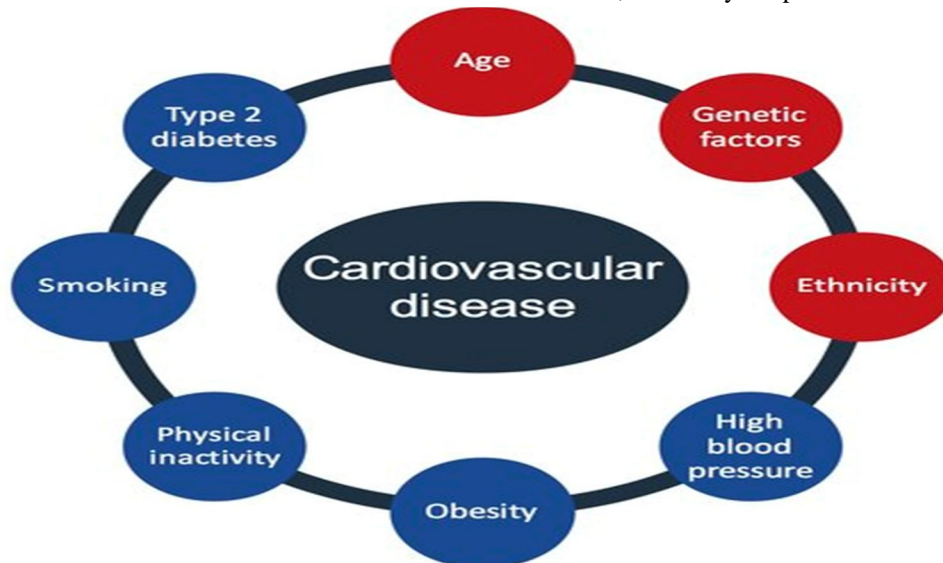 Age
Genetic
factors
Ethnicity
High
blood
pressure
Obesity
Physical
inactivity
Smoking
Type 2
diabetes
Cardiovascular
disease